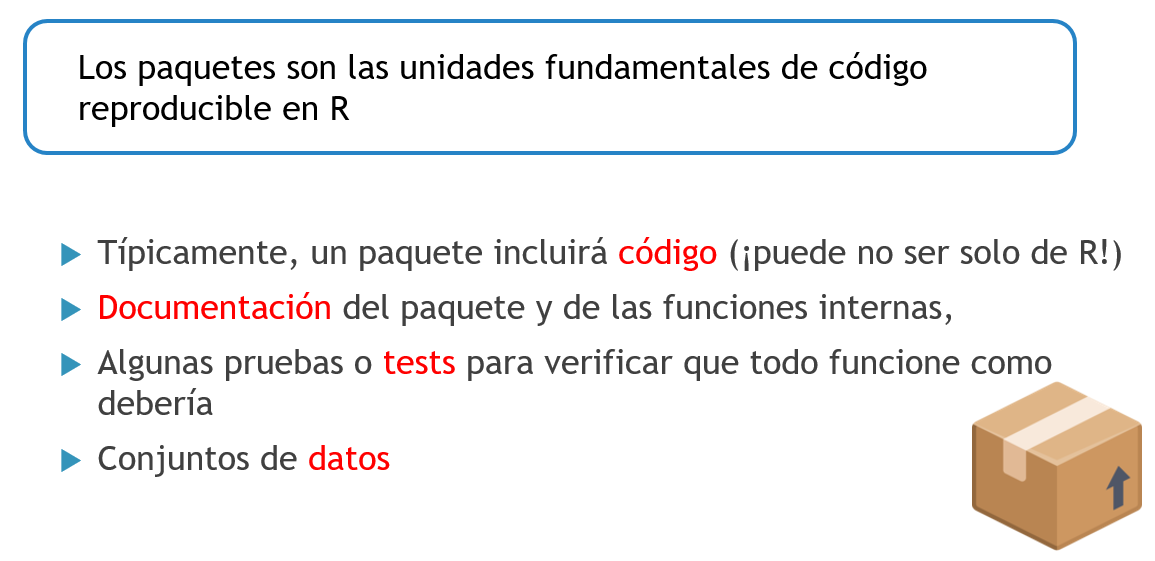 Los paquetes son las unidades fundamentales de código
reproducible en R
Típicamente, un paquete incluirá código (¡puede no ser solo de R!)
Documentación del paquete y de las funciones internas,
Algunas pruebas o tests para verificar que todo funcione como
debería
Conjuntos de datos